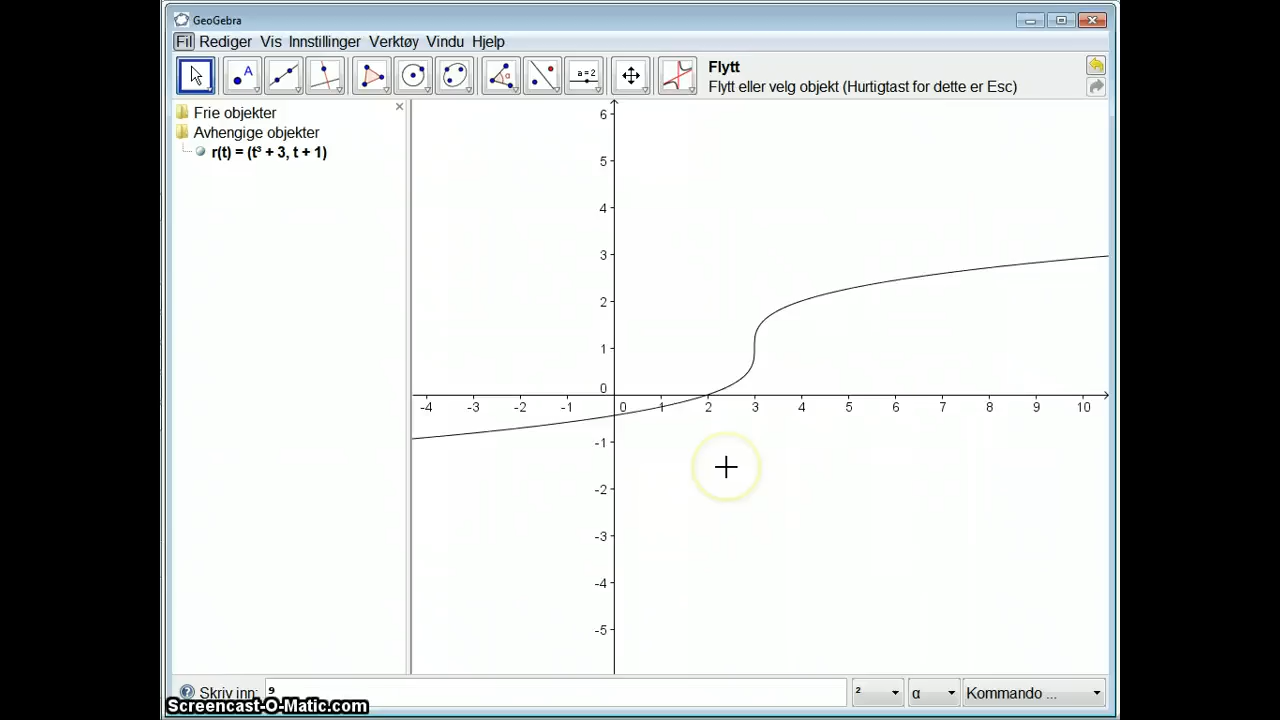 GeoGebra
Fil Rediger Vis Innstillinger Verktøy Vindu Hjelp
A
α
a = 2
Flytt
Flytt eller velg objekt (Hurtigtast for dette er Esc)
Frie objekter
Avhengige objekter
r(t) = (t³ + 3, t + 1)
6
5
4
3
2
1
0
-4 -3 -2 -1 0 1 2 3 4 5 6 7 8 9 10
-1
-2
-3
-4
-5
Skriv inn: ⁹
² α Kommando ...
Screencast-O-Matic.com